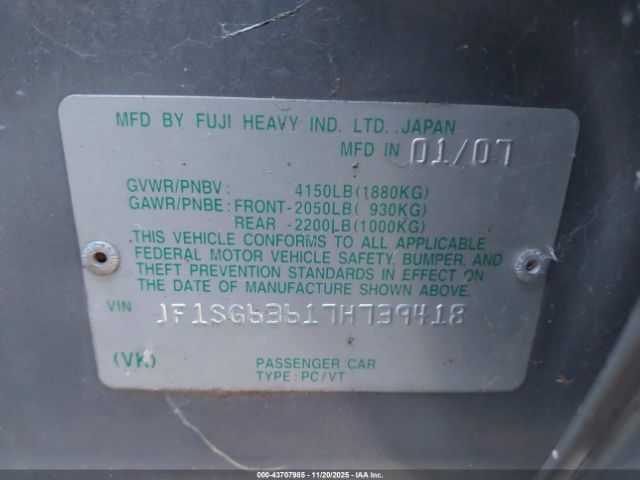 MFD BY FUJI HEAVY IND. LTD. JAPAN
MFD IN 01/07
GVWR/PNBV : 4150LB(1880KG)
GAWR/PNBE : FRONT-2050LB( 930KG)
REAR -2200LB(1000KG)
THIS VEHICLE CONFORMS TO ALL APPLICABLE
FEDERAL MOTOR VEHICLE SAFETY, BUMPER, AND
THEFT PREVENTION STANDARDS IN EFFECT ON
THE DATE OF MANUFACTURE SHOWN ABOVE.
VIN JF1SG63617H739418
(VK) PASSENGER CAR
TYPE : PC/VT
000-43707985 - 11/20/2025 - IAAI.COM